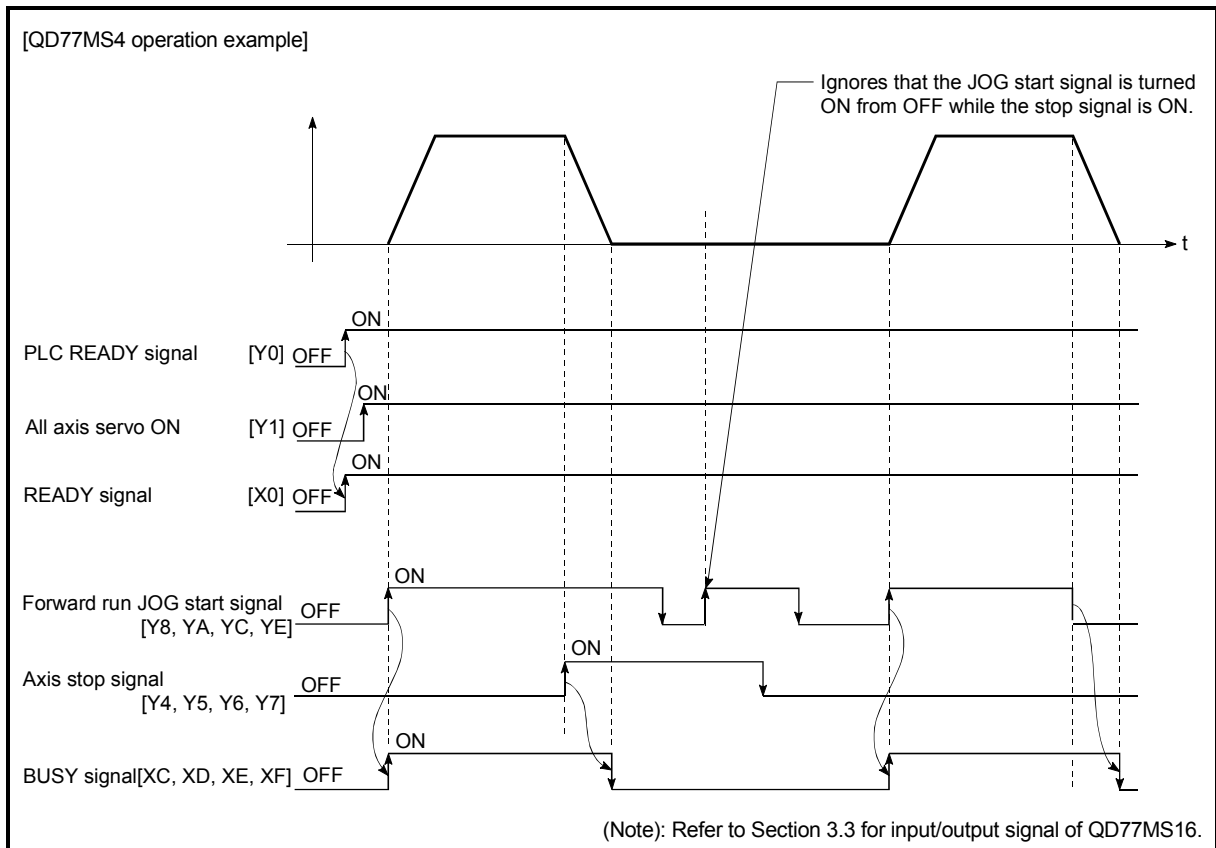 [QD77MS4 operation example]
Ignores that the JOG start signal is turned
ON from OFF while the stop signal is ON.
t
ON
PLC READY signal [Y0] OFF
ON
All axis servo ON [Y1] OFF
ON
READY signal [X0] OFF
ON
Forward run JOG start signal OFF
[Y8, YA, YC, YE]
ON
Axis stop signal OFF
[Y4, Y5, Y6, Y7]
ON
BUSY signal[XC, XD, XE, XF] OFF
(Note): Refer to Section 3.3 for input/output signal of QD77MS16.